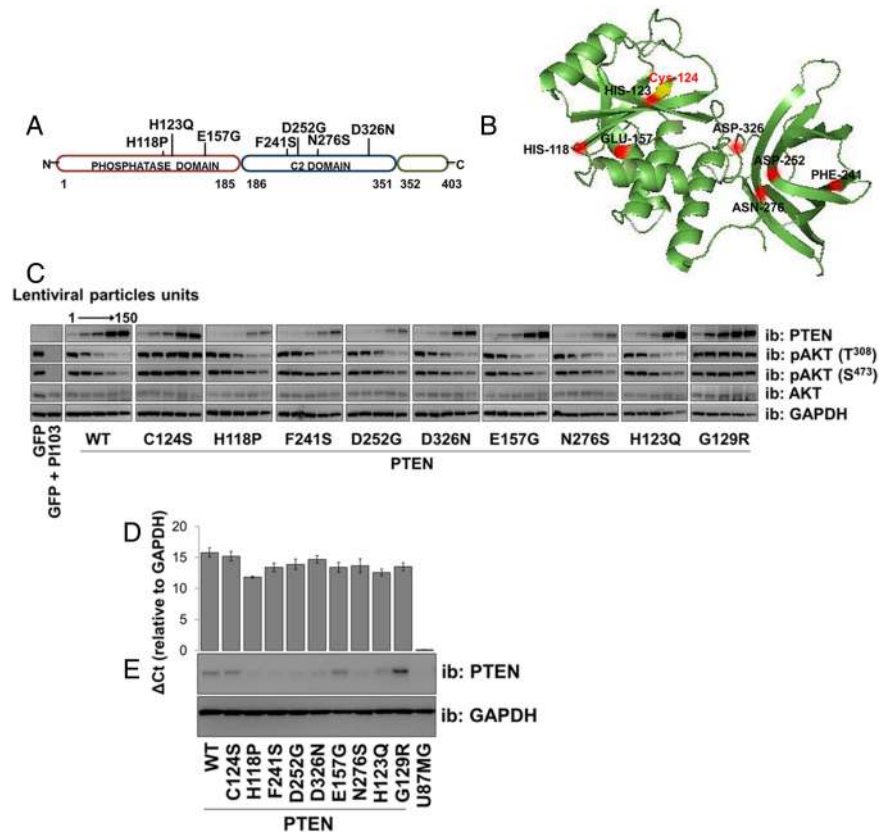 A
H123Q
D252G
D326N
H118P
E157G
F241S
N276S
N
PHOSPHATASE DOMAIN
C2 DOMAIN
C
1
185
186
351
352
403
B
Cys-124
HIS-123
HIS-118
GLU-157
ASP-326
ASP-252
PHE-241
ASN-276
C
Lentiviral particles units
1
150
ib: PTEN
ib: pAKT (T308)
ib: pAKT (S473)
ib: AKT
ib: GAPDH
GFP
GFP + PI103
WT C124S H118P F241S D252G D326N E157G N276S H123Q G129R
PTEN
D
ΔCt (relative to GAPDH)
20
15
10
5
0
E
ib: PTEN
ib: GAPDH
WT
C124S
H118P
F241S
D252G
D326N
E157G
N276S
H123Q
G129R
U87MG
PTEN